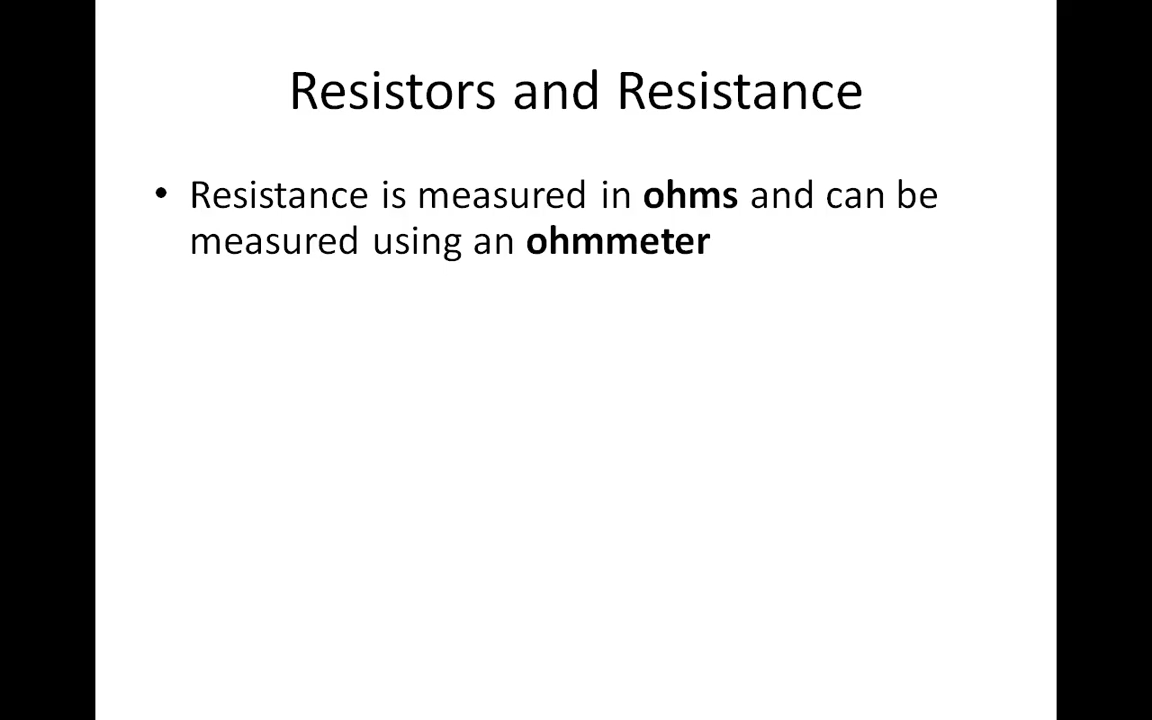 Resistors and Resistance
• Resistance is measured in ohms and can be
measured using an ohmmeter